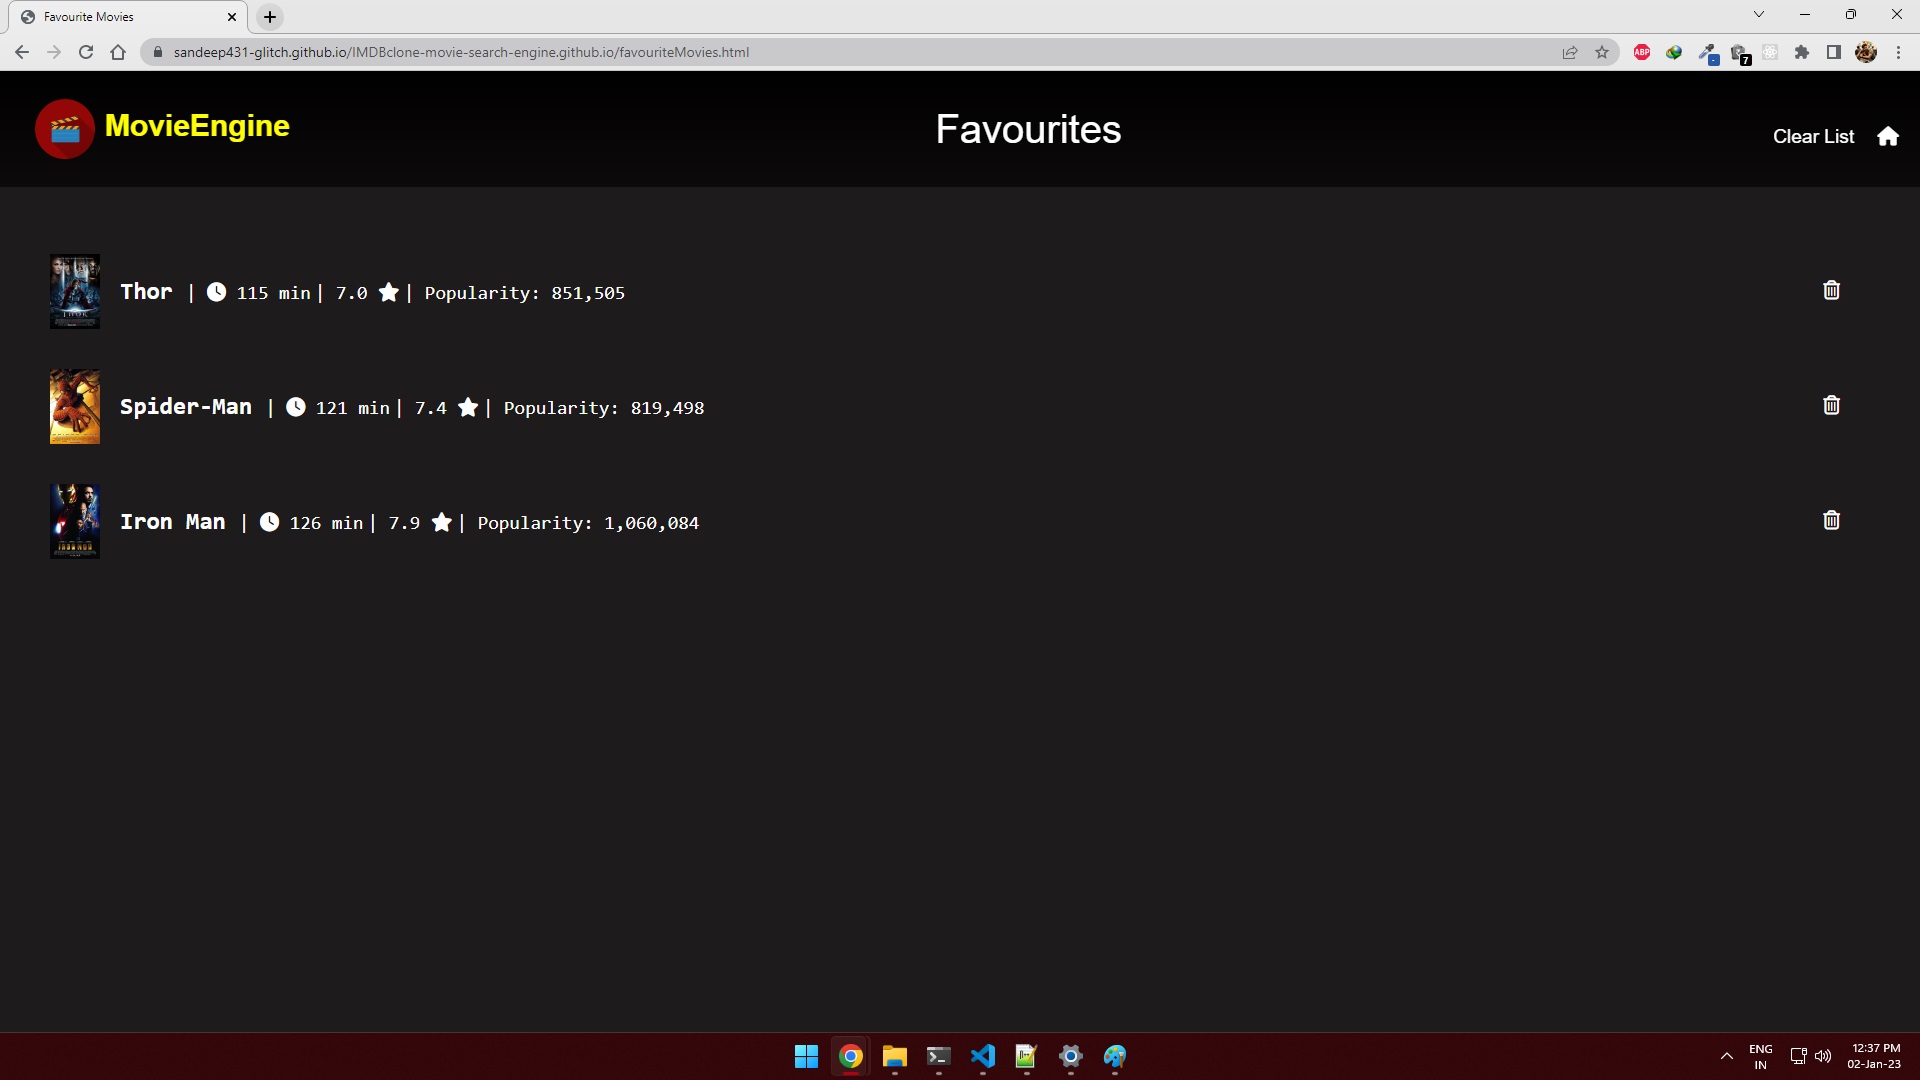 Favourite Movies
sandeep431-glitch.github.io/IMDBclone-movie-search-engine.github.io/favouriteMovies.html
ABP
7
MovieEngine
Favourites
Clear List
Thor | 115 min | 7.0 | Popularity: 851,505
Spider-Man | 121 min | 7.4 | Popularity: 819,498
Iron Man | 126 min | 7.9 | Popularity: 1,060,084
ENG
IN
12:37 PM
02-Jan-23